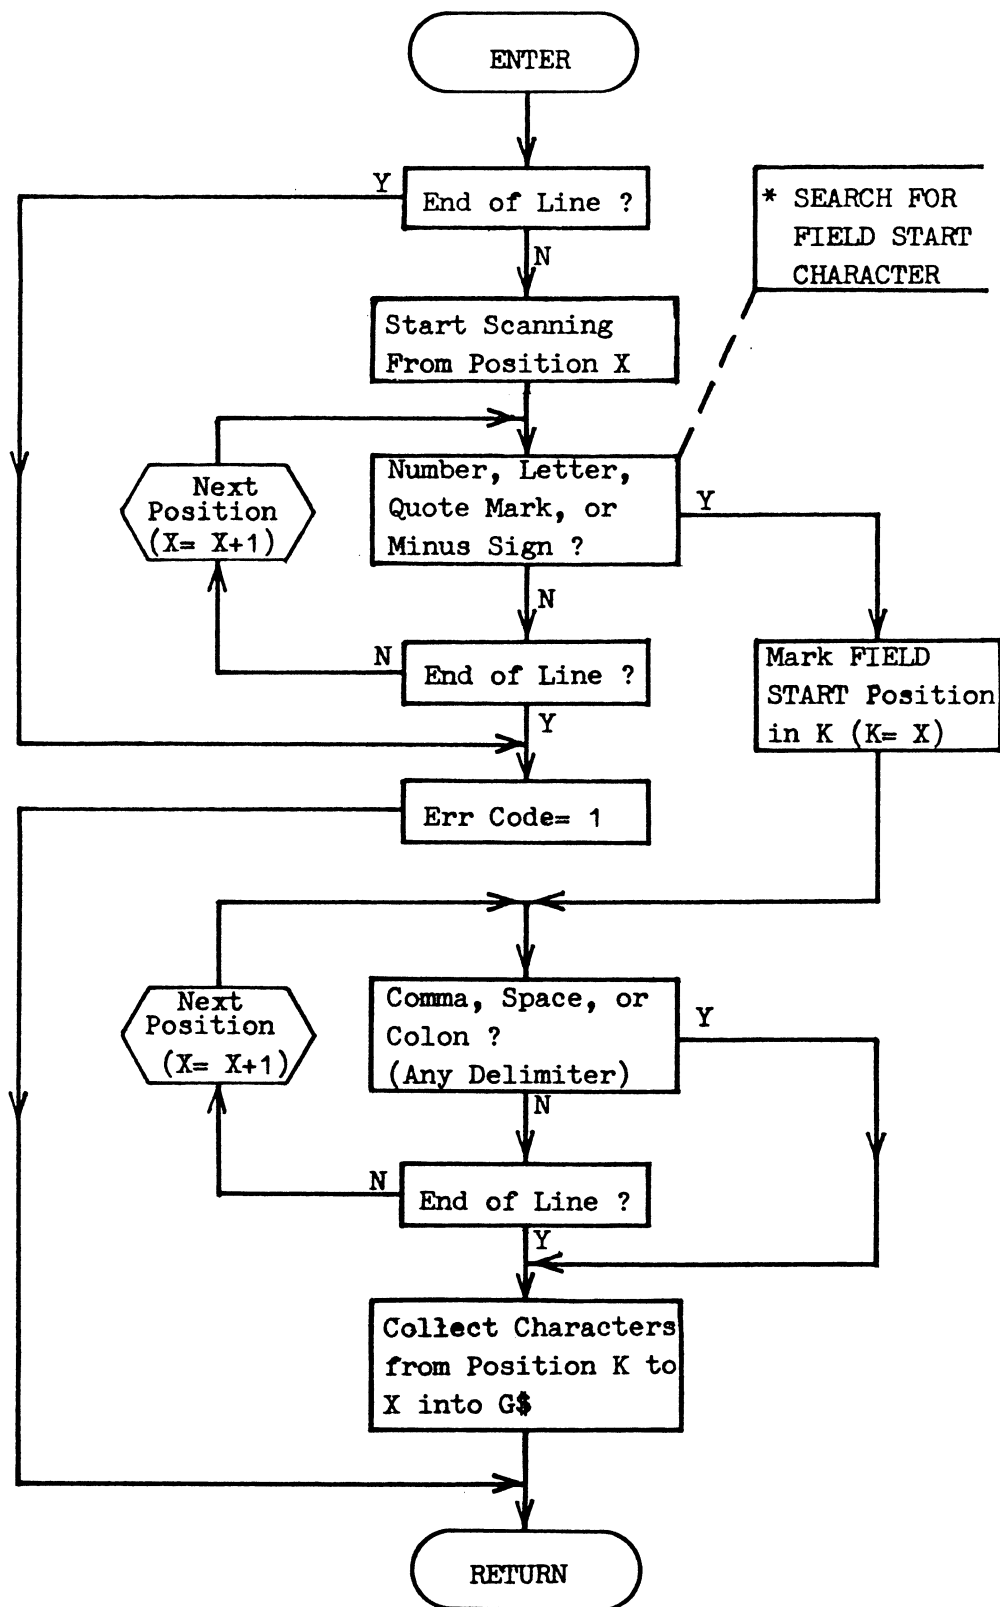 ENTER
Y
End of Line ?
N
* SEARCH FOR
FIELD START
CHARACTER
Start Scanning
From Position X
Next
Position
(X= X+1)
Number, Letter,
Quote Mark, or
Minus Sign ?
Y
N
N
End of Line ?
Y
Mark FIELD
START Position
in K (K= X)
Err Code= 1
Next
Position
(X= X+1)
Comma, Space, or
Colon ?
(Any Delimiter)
Y
N
N
End of Line ?
Y
Collect Characters
from Position K to
X into G$
RETURN